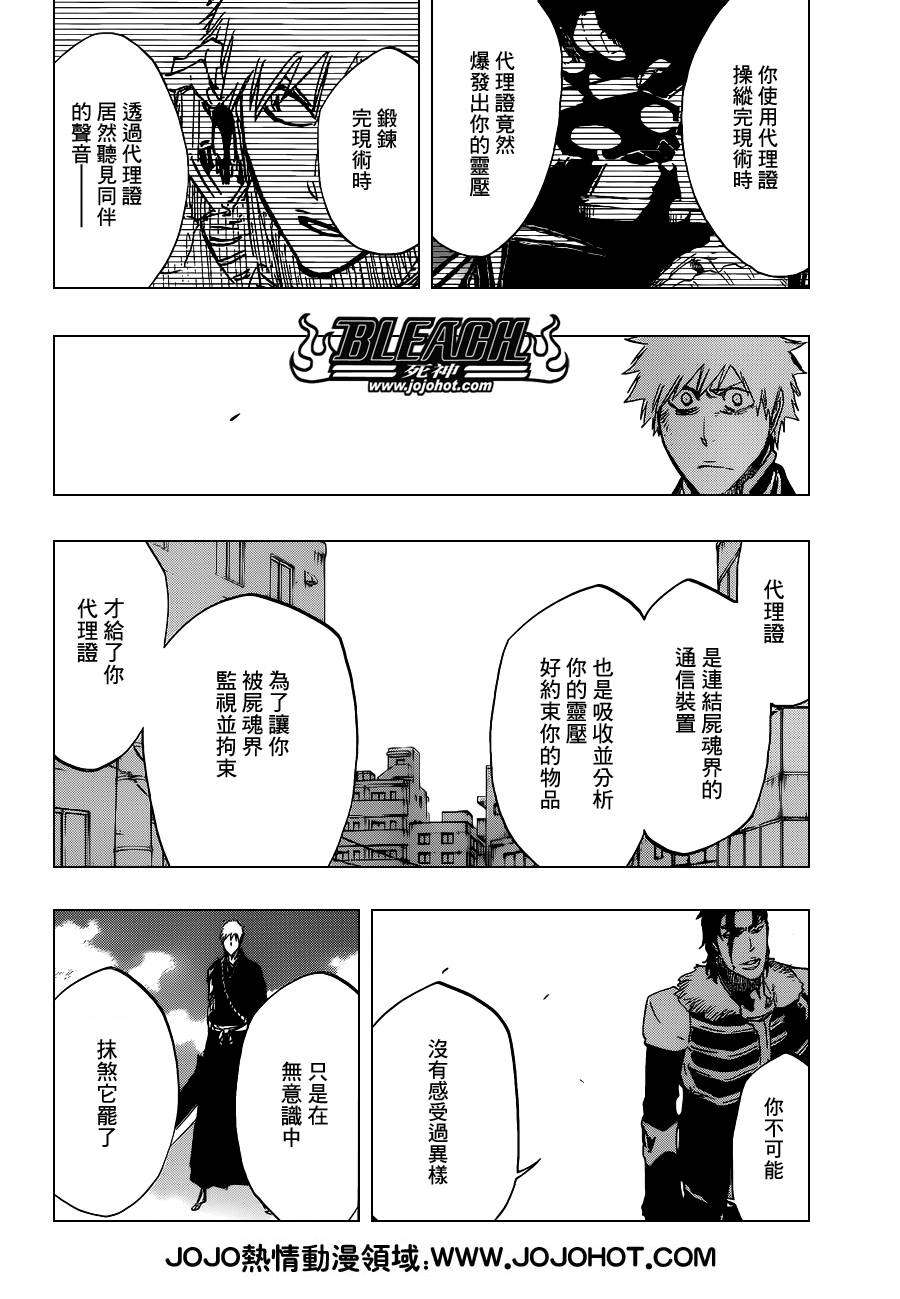 你使用代理證
操縱完現術時
代理證竟然
爆發出你的靈壓
鍛鍊
完現術時
透過代理證
居然聽見同伴
的聲音——
BLEACH
死神
www.jojohot.com
代理證
是連結屍魂界的
通信裝置
也是吸收並分析
你的靈壓
好約束你的物品
為了讓你
被屍魂界
監視並拘束
才給了你
代理證
你不可能
沒有感受過異樣
只是在
無意識中
抹煞它罷了
JOJO熱情動漫領域:WWW.JOJOHOT.COM